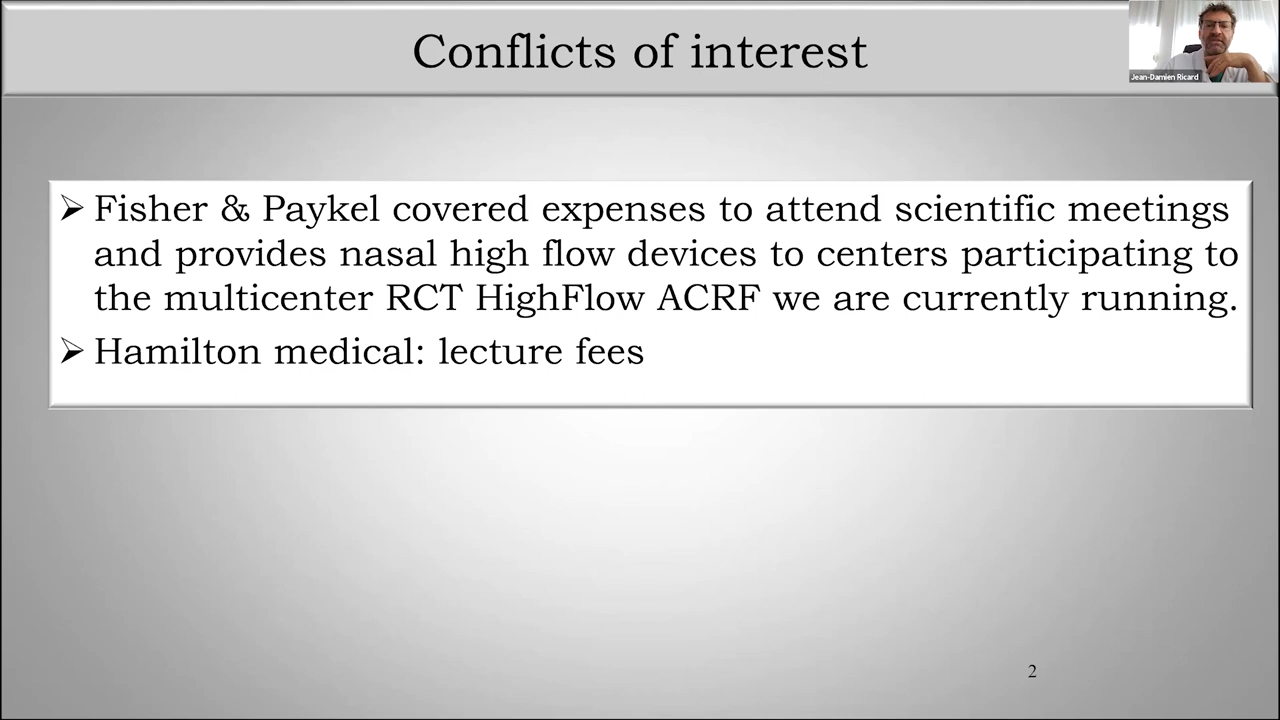 Conflicts of interest
Jean-Damien Ricard
➢ Fisher & Paykel covered expenses to attend scientific meetings
and provides nasal high flow devices to centers participating to
the multicenter RCT HighFlow ACRF we are currently running.
➢ Hamilton medical: lecture fees
2